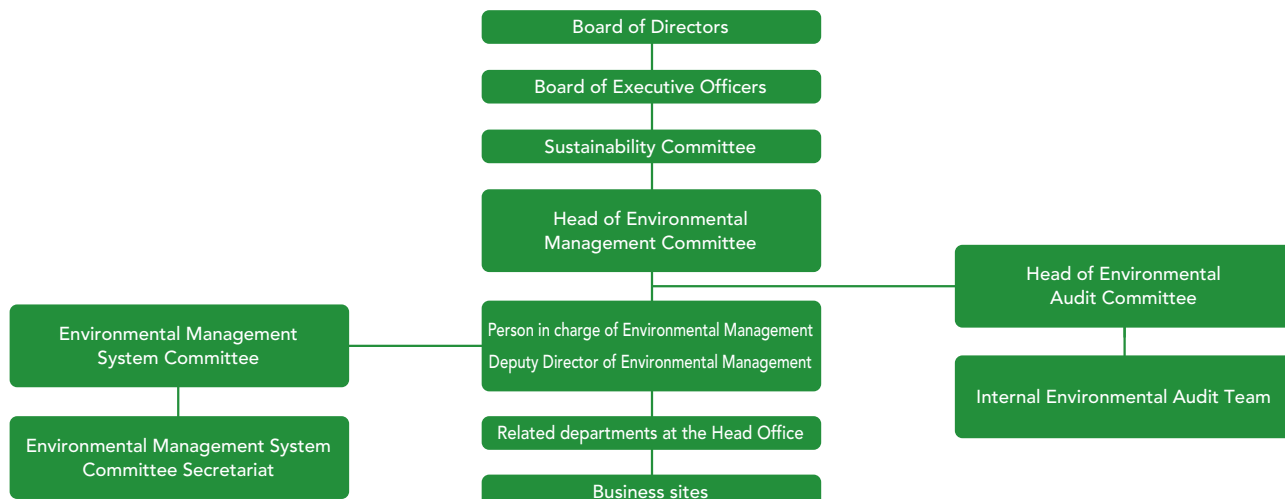 Board of Directors
Board of Executive Officers
Sustainability Committee
Head of Environmental
Management Committee
Head of Environmental
Audit Committee
Person in charge of Environmental Management
Deputy Director of Environmental Management
Environmental Management
System Committee
Internal Environmental Audit Team
Related departments at the Head Office
Environmental Management System
Committee Secretariat
Business sites